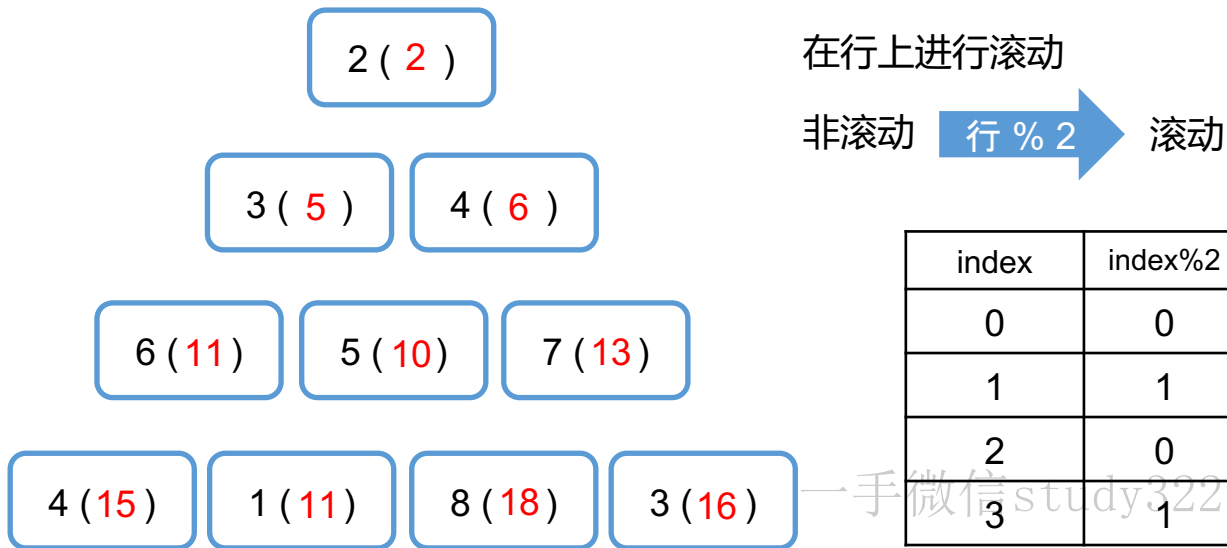 2 ( 2 )
3 ( 5 ) 4 ( 6 )
6 (11) 5 (10) 7 (13)
4 (15) 1 (11) 8 (18) 3 (16)
在行上进行滚动
非滚动 行 % 2 滚动
index index%2
0 0
1 1
2 0
3 1
一手微信study322